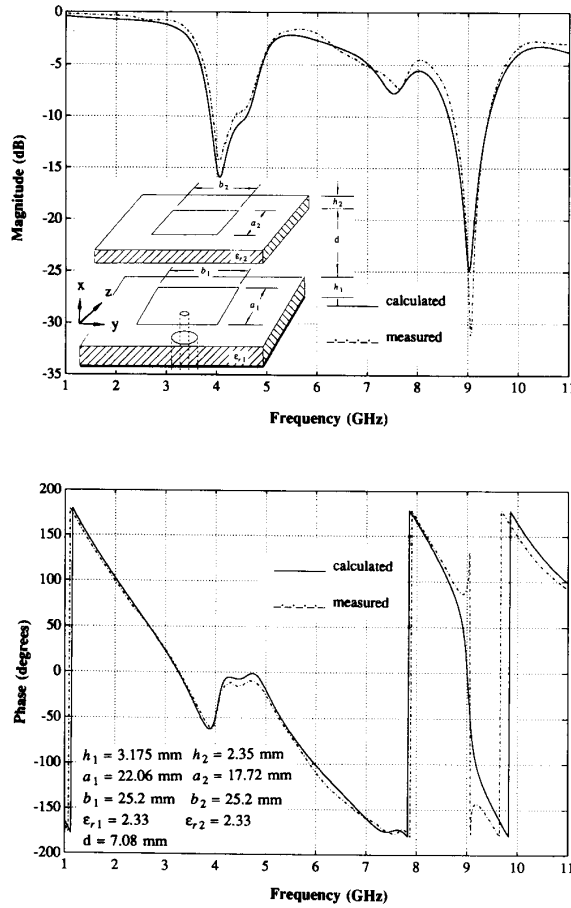 0
-5
-10
-15
-20
-25
-30
-35
Magnitude (dB)
b2
a2
εr2
h2
d
b1
a1
h1
εr1
x
z
y
calculated
measured
1 2 3 4 5 6 7 8 9 10 11
Frequency (GHz)
200
150
100
50
0
-50
-100
-150
-200
Phase (degrees)
calculated
measured
h1 = 3.175 mm h2 = 2.35 mm
a1 = 22.06 mm a2 = 17.72 mm
b1 = 25.2 mm b2 = 25.2 mm
εr1 = 2.33 εr2 = 2.33
d = 7.08 mm
1 2 3 4 5 6 7 8 9 10 11
Frequency (GHz)